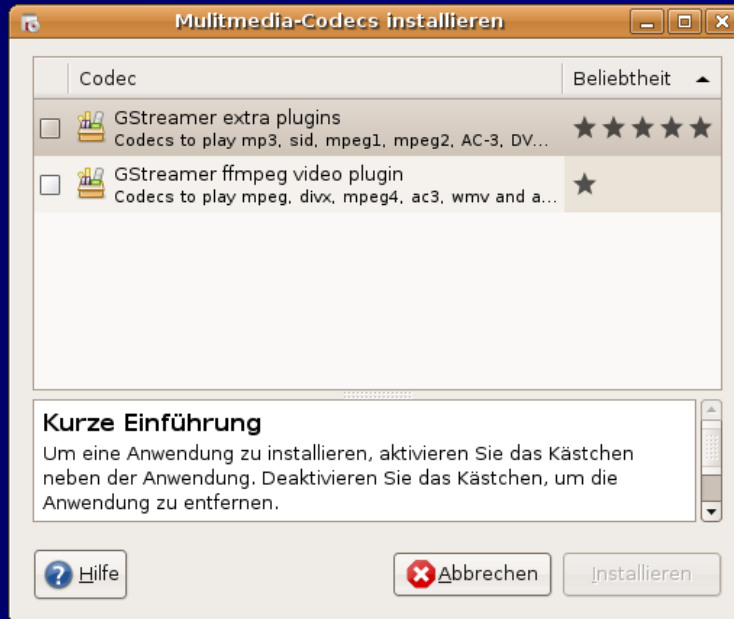 Mulitmedia-Codecs installieren
Codec Beliebtheit
GStreamer extra plugins
Codecs to play mp3, sid, mpeg1, mpeg2, AC-3, DV...
GStreamer ffmpeg video plugin
Codecs to play mpeg, divx, mpeg4, ac3, wmv and a...
Kurze Einführung
Um eine Anwendung zu installieren, aktivieren Sie das Kästchen
neben der Anwendung. Deaktivieren Sie das Kästchen, um die
Anwendung zu entfernen.
Hilfe Abbrechen Installieren